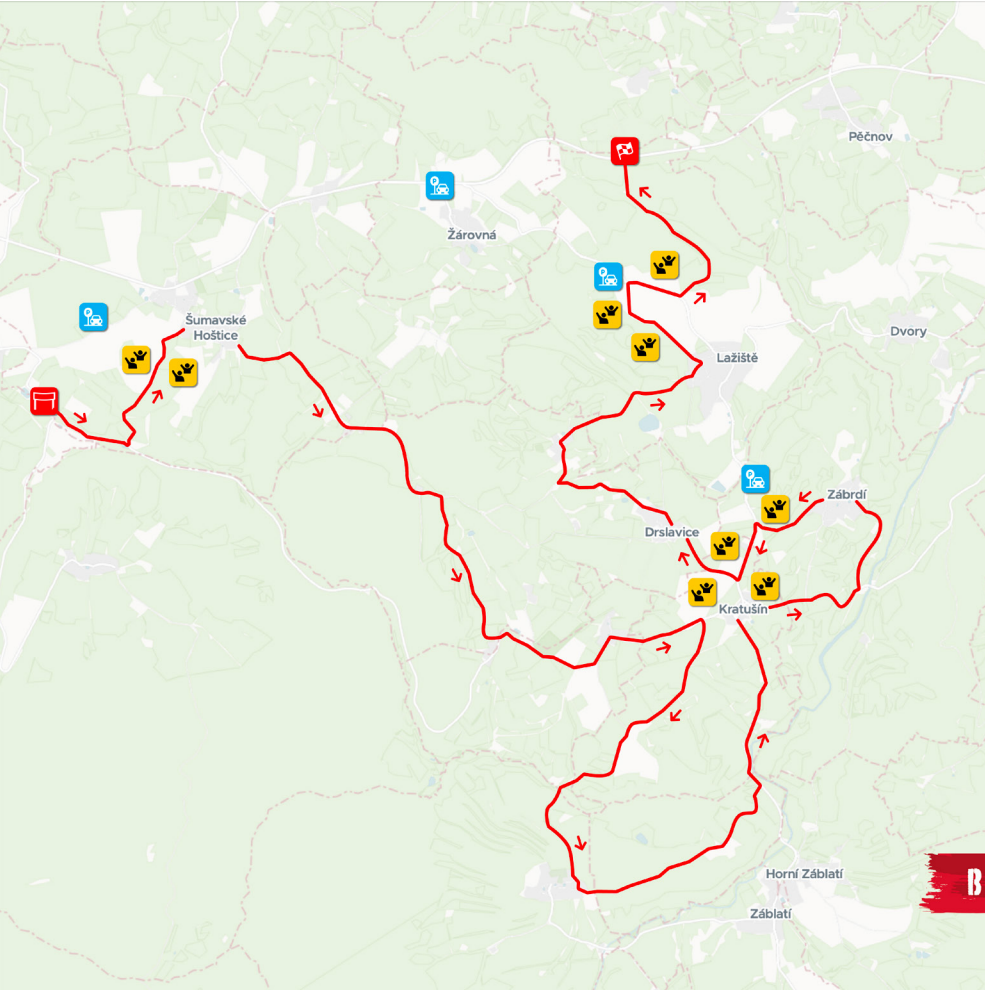 Pěčnov
Žárovná
Šumavské
Hoštice
Dvory
Lažiště
Zábrdí
Drslavice
Kratušín
Horní Záblatí
Záblatí
B